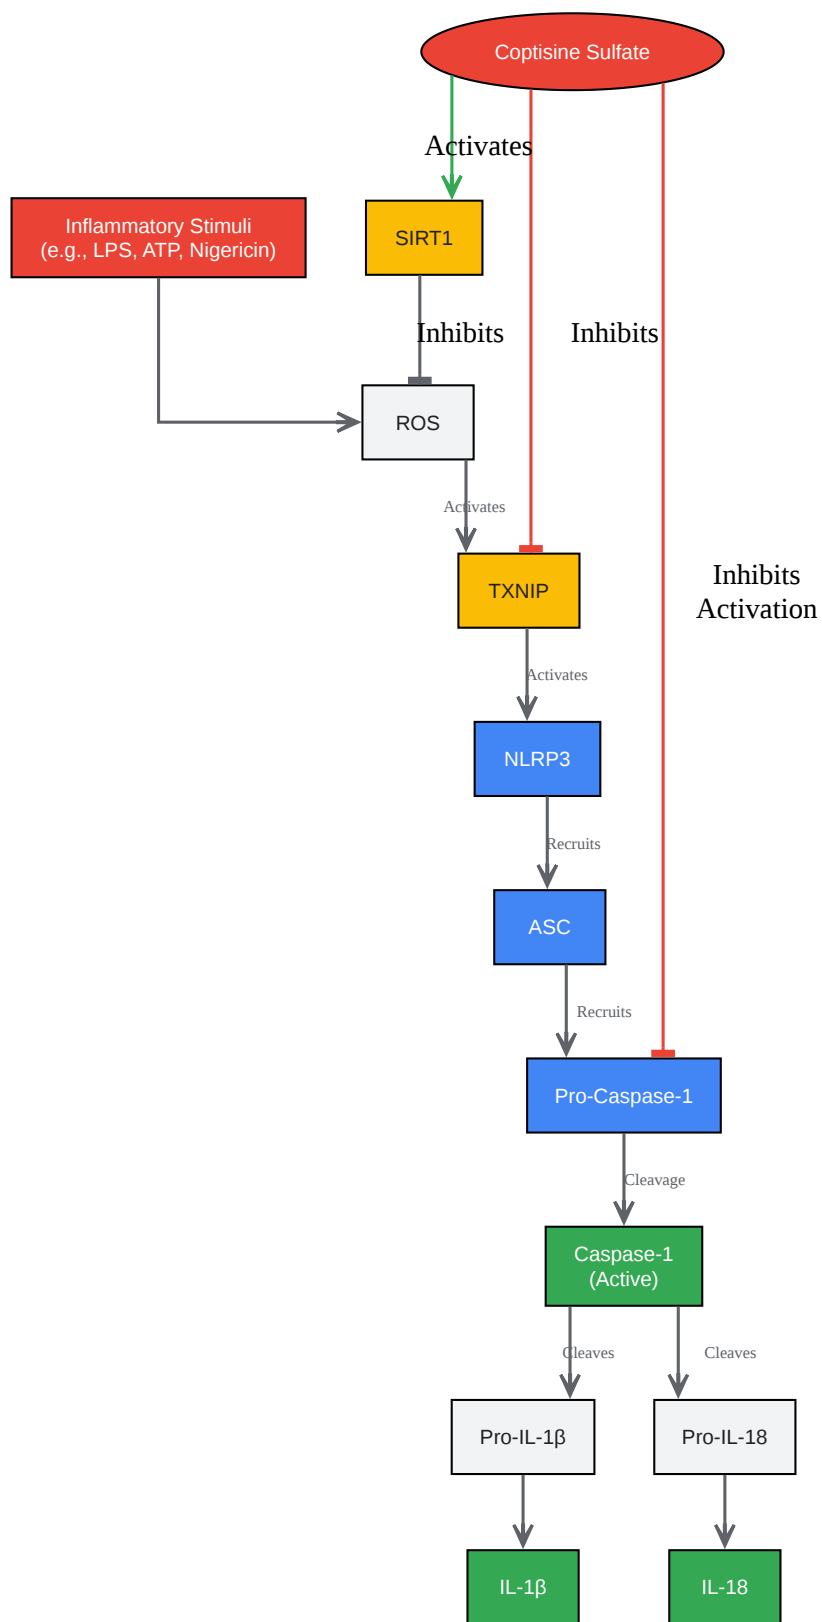 Coptisine Sulfate
Activates
Inflammatory Stimuli
(e.g., LPS, ATP, Nigericin)
SIRT1
Inhibits
Inhibits
ROS
Activates
Inhibits
Activation
TXNIP
Activates
NLRP3
Recruits
ASC
Recruits
Pro-Caspase-1
Cleavage
Caspase-1
(Active)
Cleaves
Cleaves
Pro-IL-1β
Pro-IL-18
IL-1β
IL-18